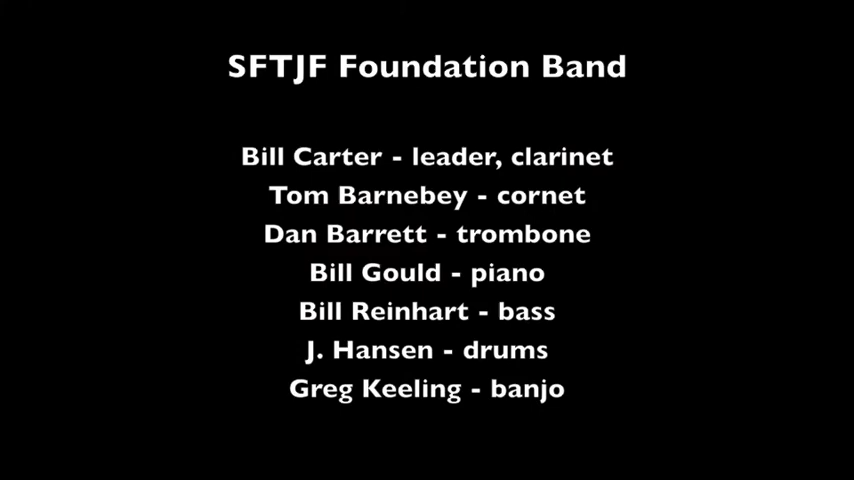 SFTJF Foundation Band
Bill Carter - leader, clarinet
Tom Barnebey - cornet
Dan Barrett - trombone
Bill Gould - piano
Bill Reinhart - bass
J. Hansen - drums
Greg Keeling - banjo